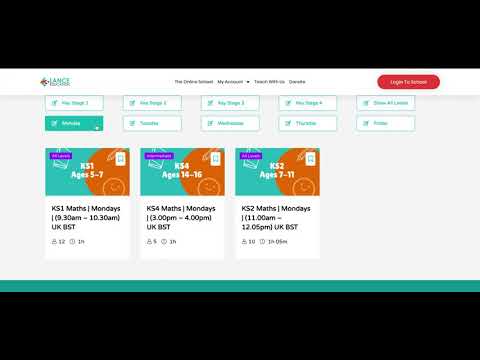 LANCE
EDUCATION
The Online School
My Account
Teach With Us
Donate
Login To School
Key Stage 1
Key Stage 2
Key Stage 3
Key Stage 4
Show All Levels
Monday
Tuesday
Wednesday
Thursday
Friday
All Levels
KS1
Ages 5-7
KS1 Maths | Mondays
| (9.30am – 10.30am)
UK BST
12
1h
Intermediate
KS4
Ages 14-16
KS4 Maths | Mondays
| (3.00pm – 4.00pm)
UK BST
5
1h
All Levels
KS2
Ages 7-11
KS2 Maths | Mondays
| (11.00am –
12.05pm) UK BST
10
1h 05m